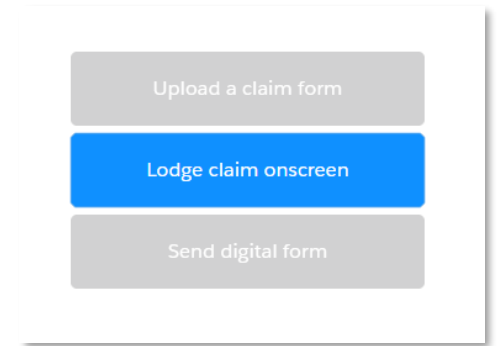 Upload a claim form
Lodge claim onscreen
Send digital form